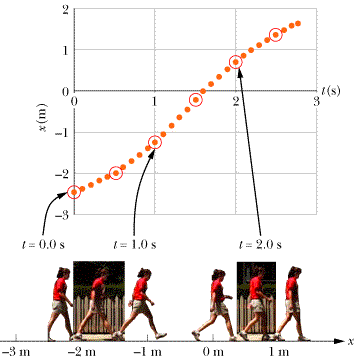 2
1
0
-1
-2
-3
x (m)
0
1
2
3
t (s)
t = 0.0 s
t = 1.0 s
t = 2.0 s
–3 m
–2 m
–1 m
0 m
1 m
x